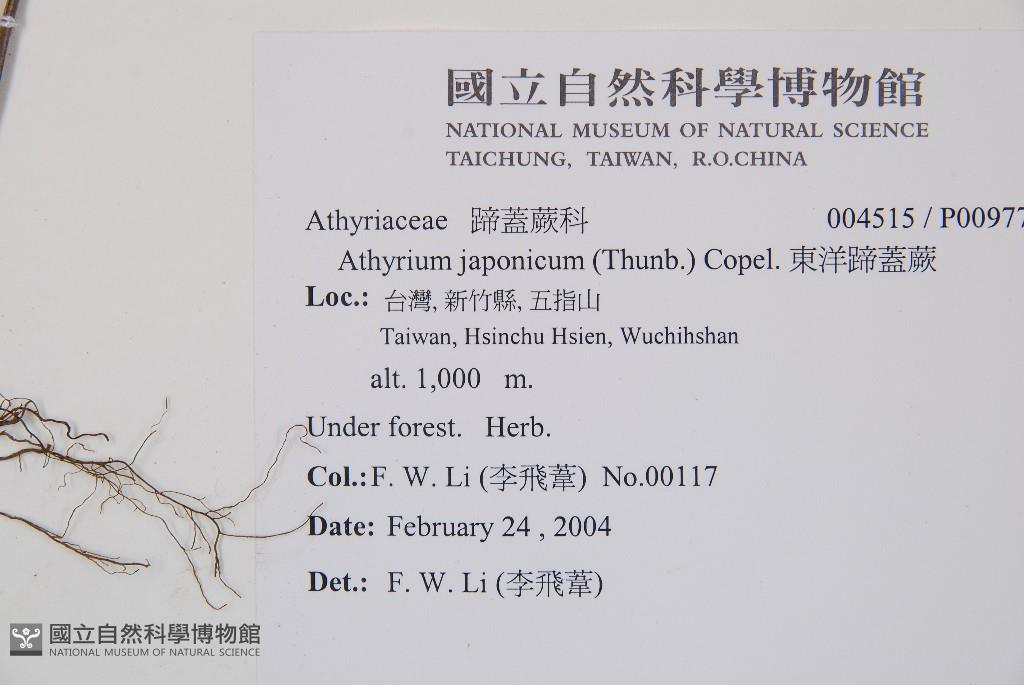 國立自然科學博物館
NATIONAL MUSEUM OF NATURAL SCIENCE
TAICHUNG, TAIWAN, R.O.CHINA
Athyriaceae 蹄蓋蕨科 004515 / P00977
Athyrium japonicum (Thunb.) Copel. 東洋蹄蓋蕨
Loc.: 台灣, 新竹縣, 五指山
Taiwan, Hsinchu Hsien, Wuchihshan
alt. 1,000 m.
Under forest. Herb.
Col.: F. W. Li (李飛葦) No.00117
Date: February 24 , 2004
Det.: F. W. Li (李飛葦)
國立自然科學博物館
NATIONAL MUSEUM OF NATURAL SCIENCE